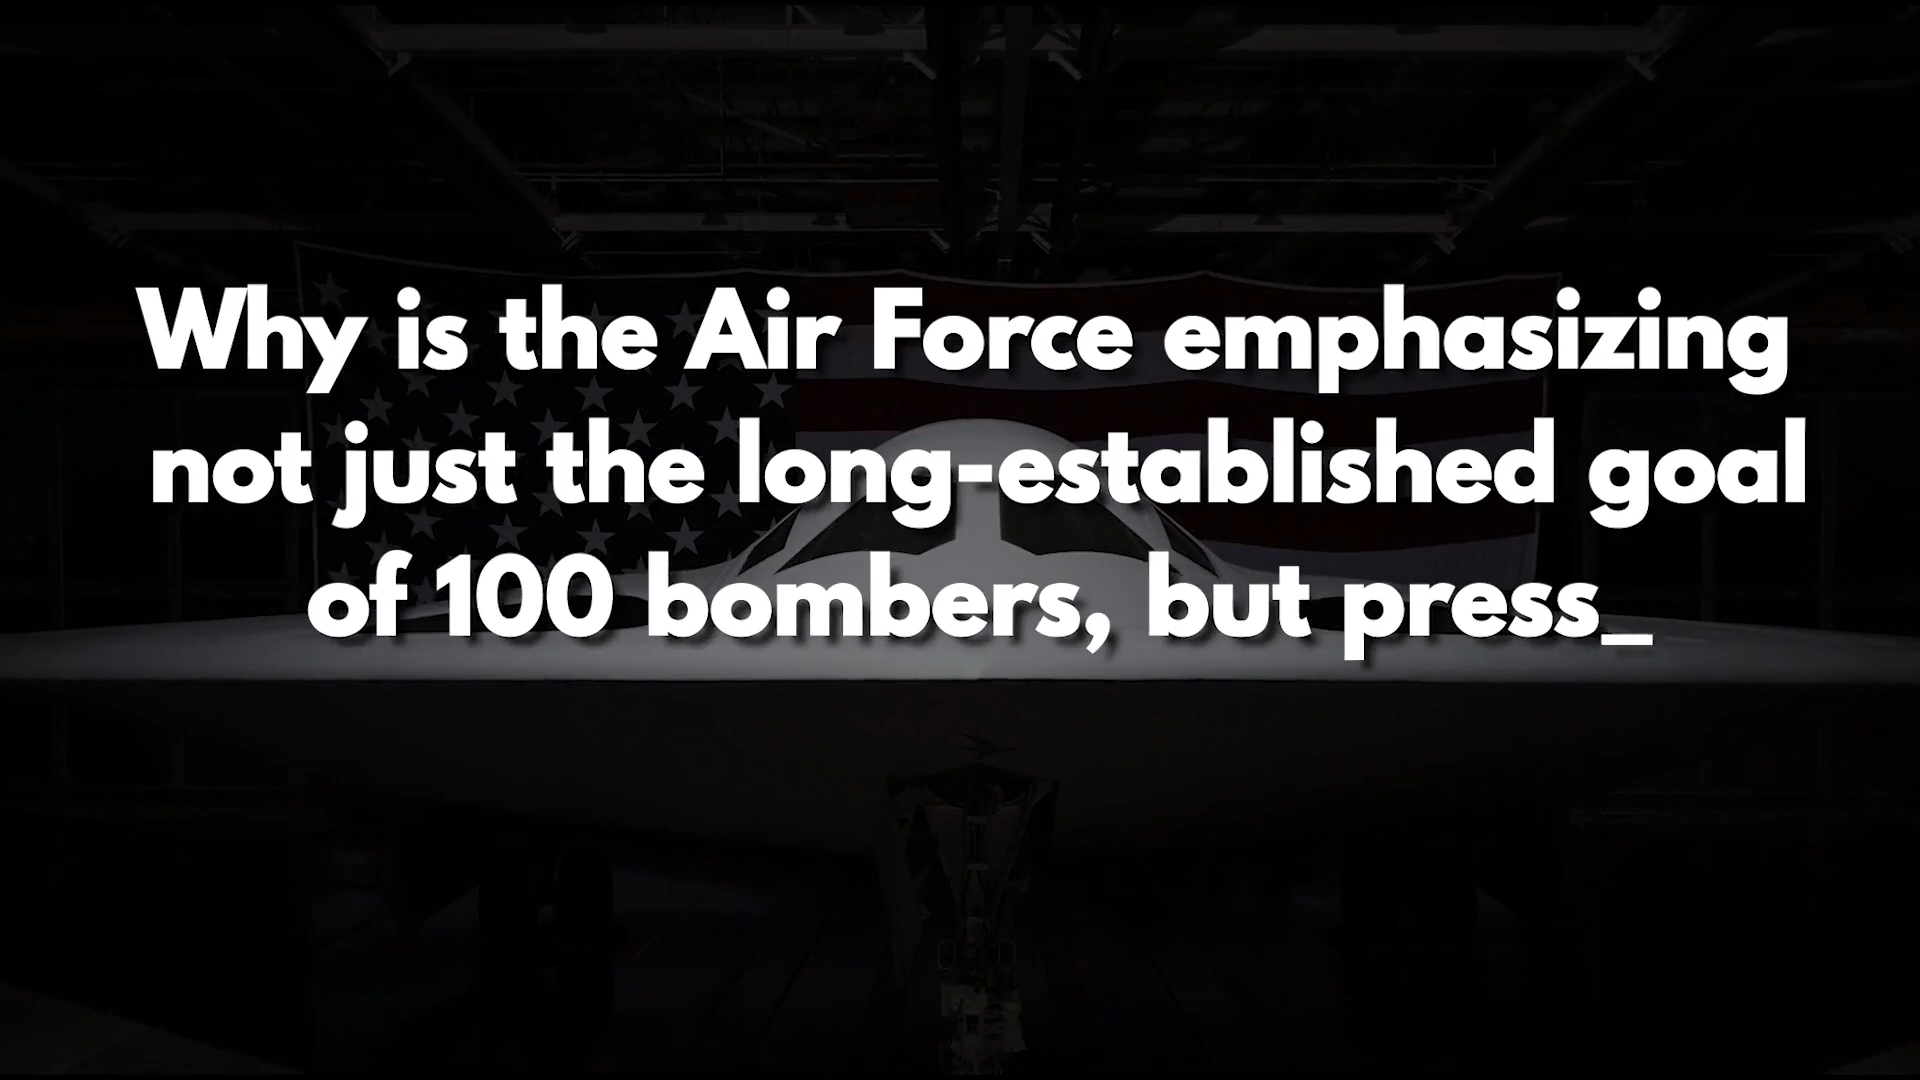 Why is the Air Force emphasizing
not just the long-established goal
of 100 bombers, but press_